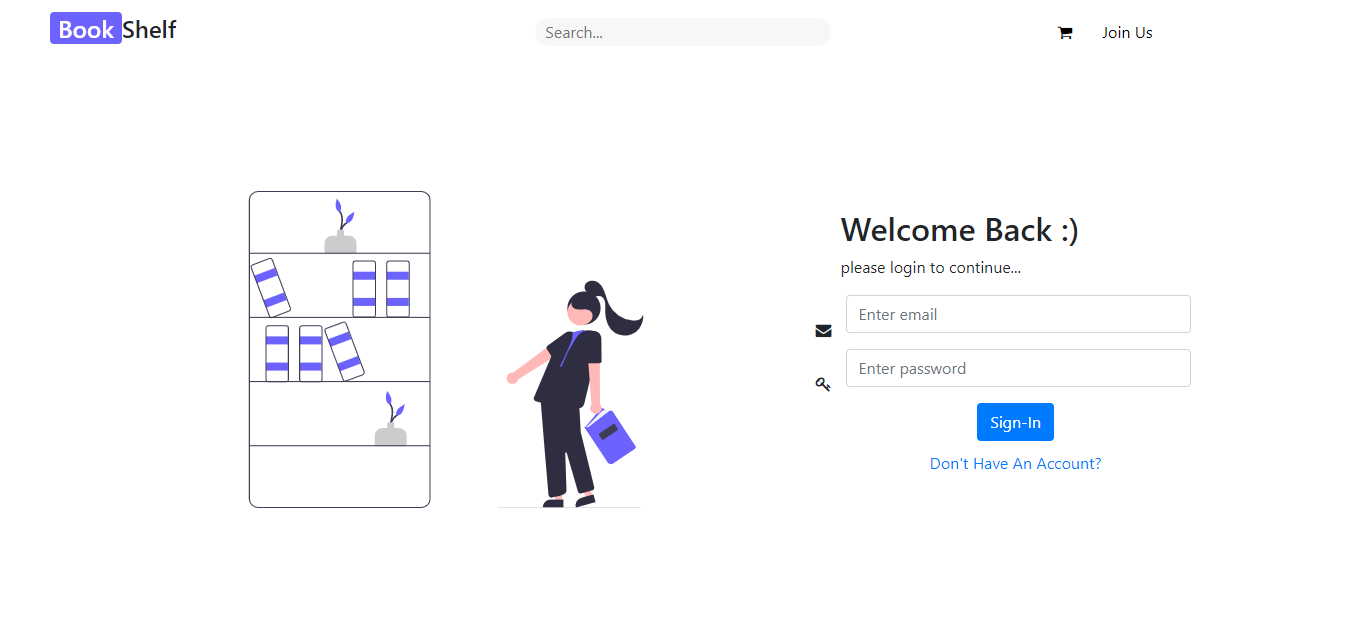 BookShelf
Search...
Join Us
Welcome Back :)
please login to continue...
Enter email
Enter password
Sign-In
Don't Have An Account?